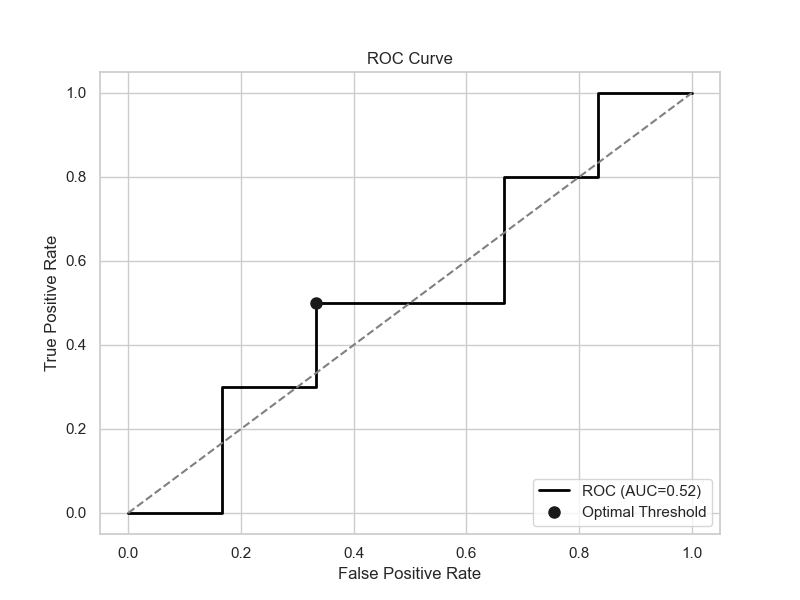 ROC Curve
1.0
0.8
0.6
0.4
0.2
0.0
True Positive Rate
0.0 0.2 0.4 0.6 0.8 1.0
False Positive Rate
ROC (AUC=0.52)
Optimal Threshold